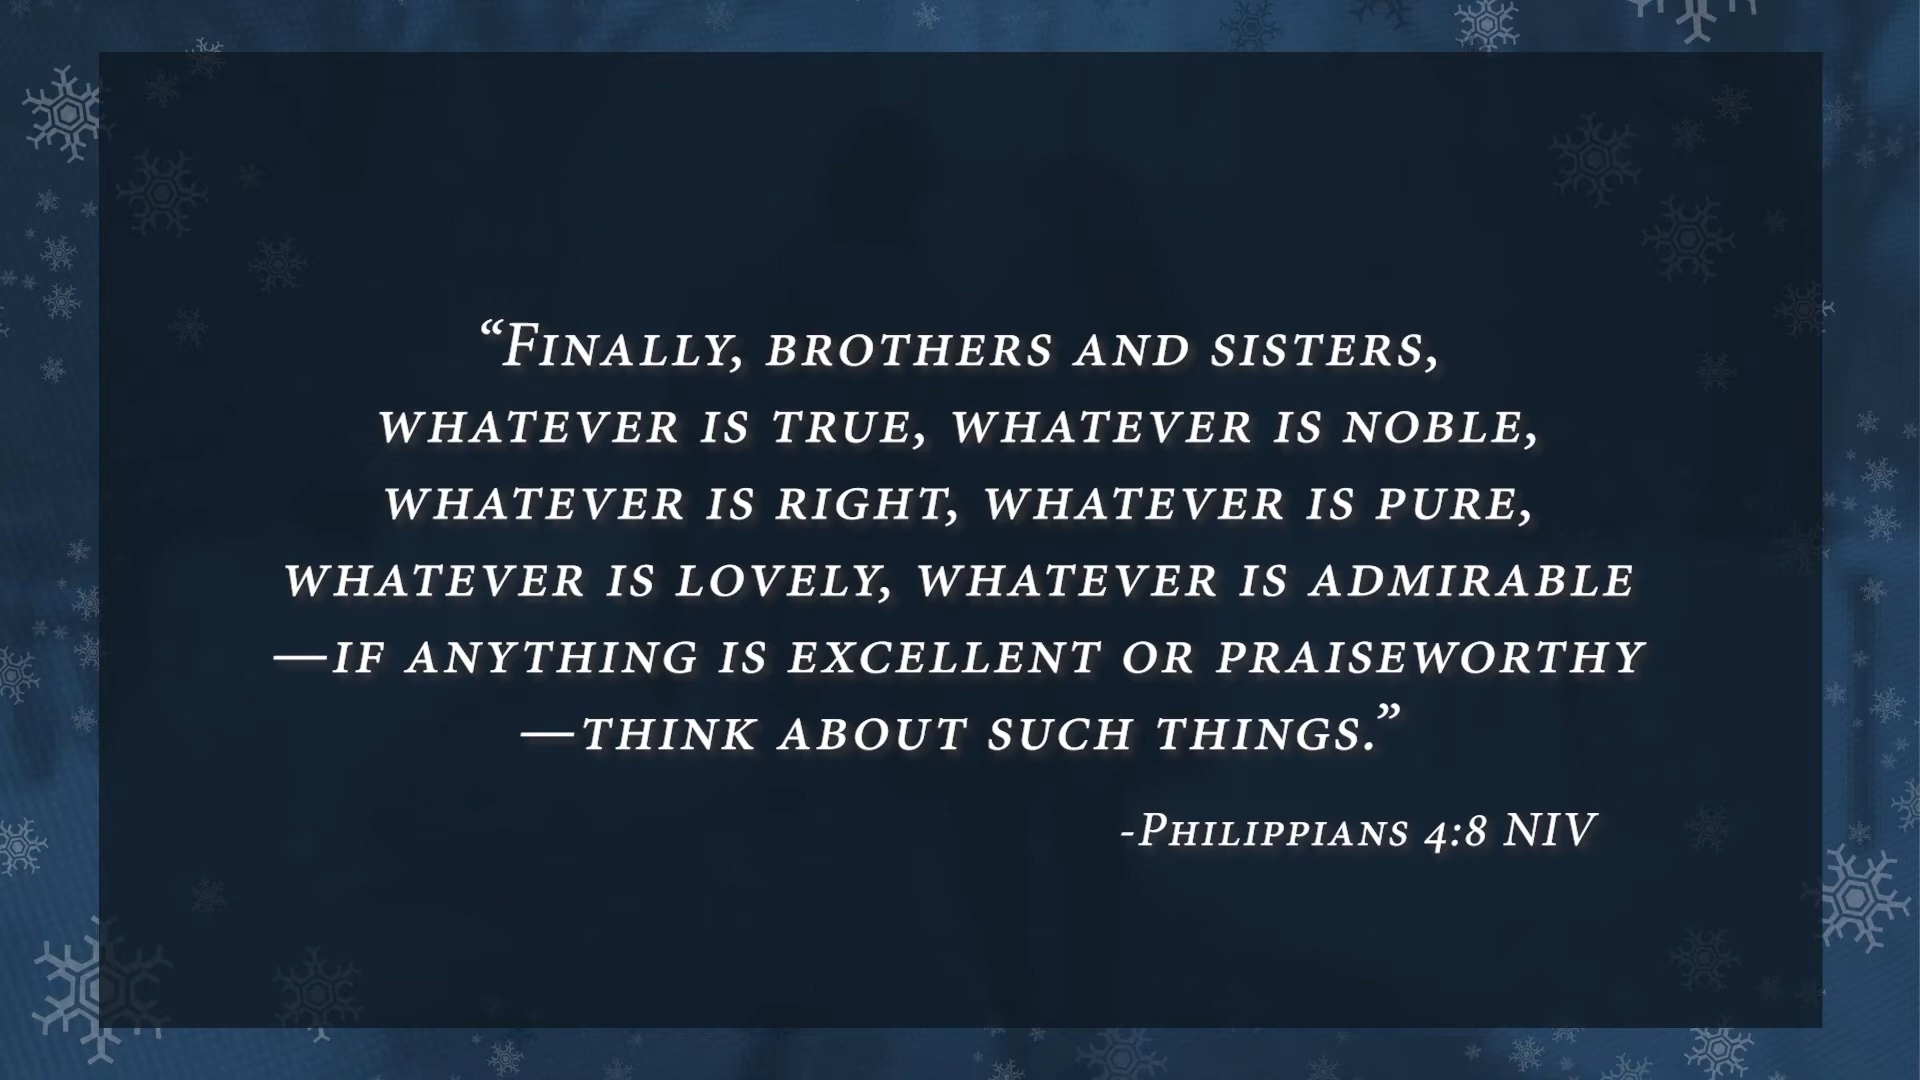 “Finally, brothers and sisters,
whatever is true, whatever is noble,
whatever is right, whatever is pure,
whatever is lovely, whatever is admirable
—if anything is excellent or praiseworthy
—think about such things.”
-Philippians 4:8 NIV